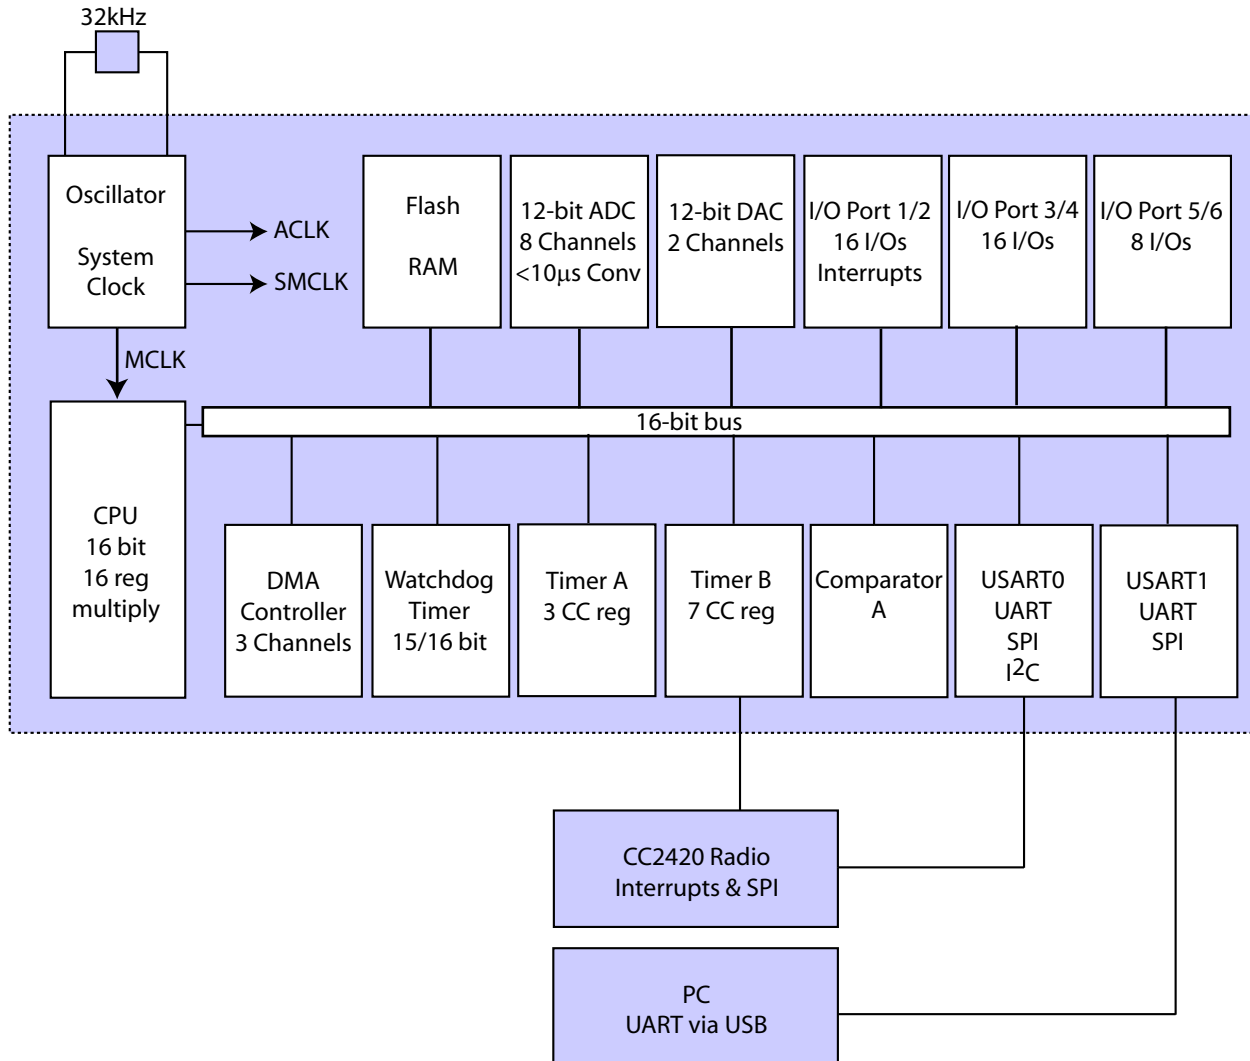 32kHz
Oscillator
System
Clock
ACLK
SMCLK
MCLK
Flash
RAM
12-bit ADC
8 Channels
<10µs Conv
12-bit DAC
2 Channels
I/O Port 1/2
16 I/Os
Interrupts
I/O Port 3/4
16 I/Os
I/O Port 5/6
8 I/Os
16-bit bus
CPU
16 bit
16 reg
multiply
DMA
Controller
3 Channels
Watchdog
Timer
15/16 bit
Timer A
3 CC reg
Timer B
7 CC reg
Comparator
A
USART0
UART
SPI
I²C
USART1
UART
SPI
CC2420 Radio
Interrupts & SPI
PC
UART via USB